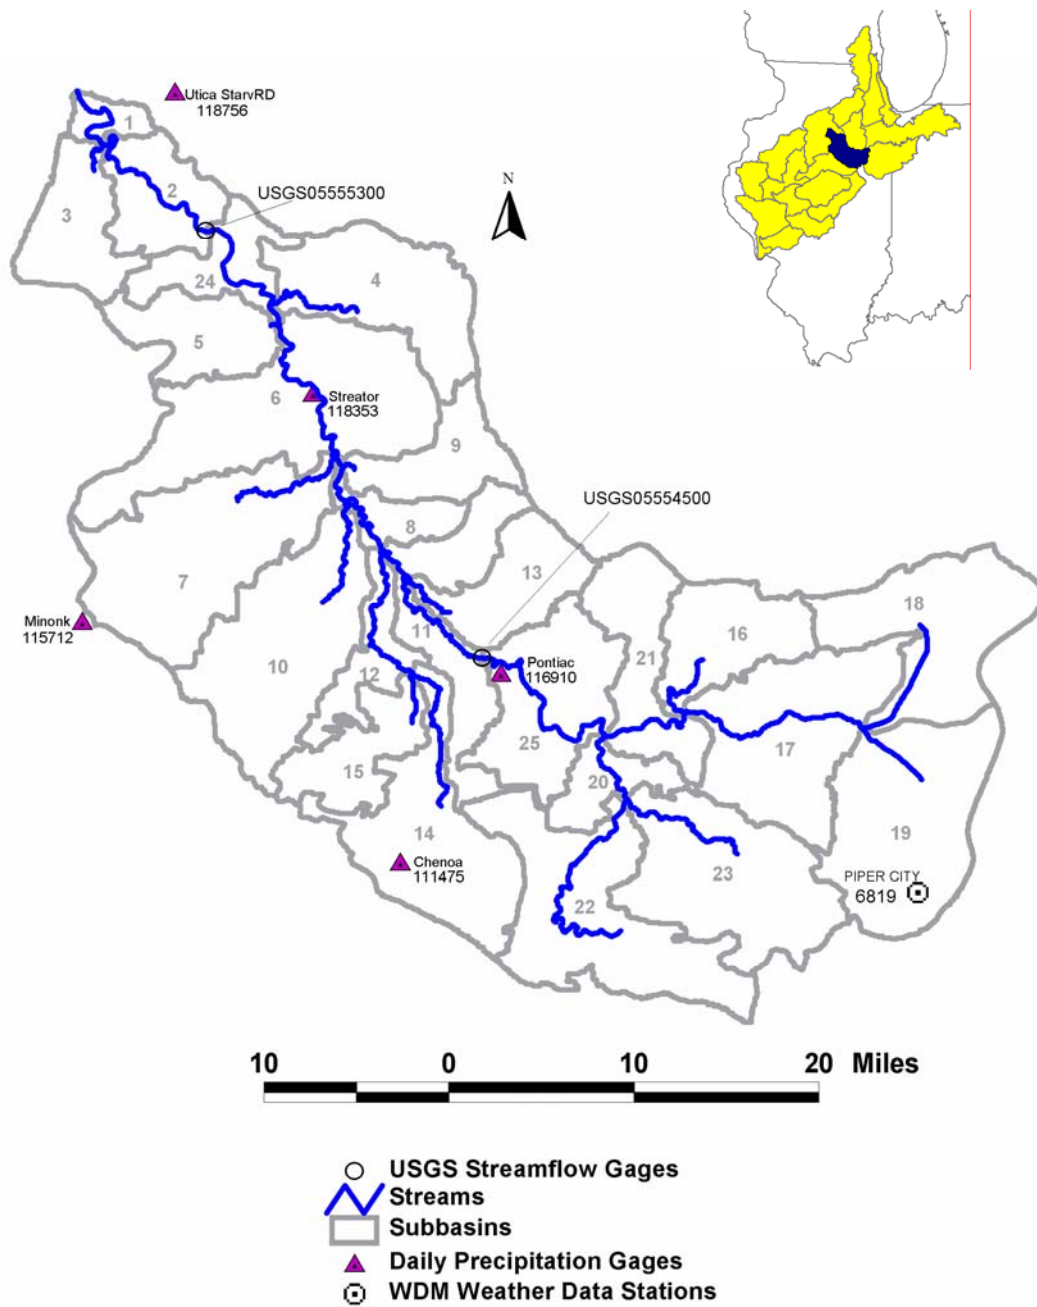 Utica StarvRD
118756
1
2
USGS05555300
N
3
24
4
5
6
Streator
118353
9
USGS05554500
8
7
13
18
Minonk
115712
11
16
10
12
21
Pontiac
116910
25
17
15
20
14
19
Chenoa
111475
23
PIPER CITY
6819
22
10 0 10 20 Miles
USGS Streamflow Gages
Streams
Subbasins
Daily Precipitation Gages
WDM Weather Data Stations